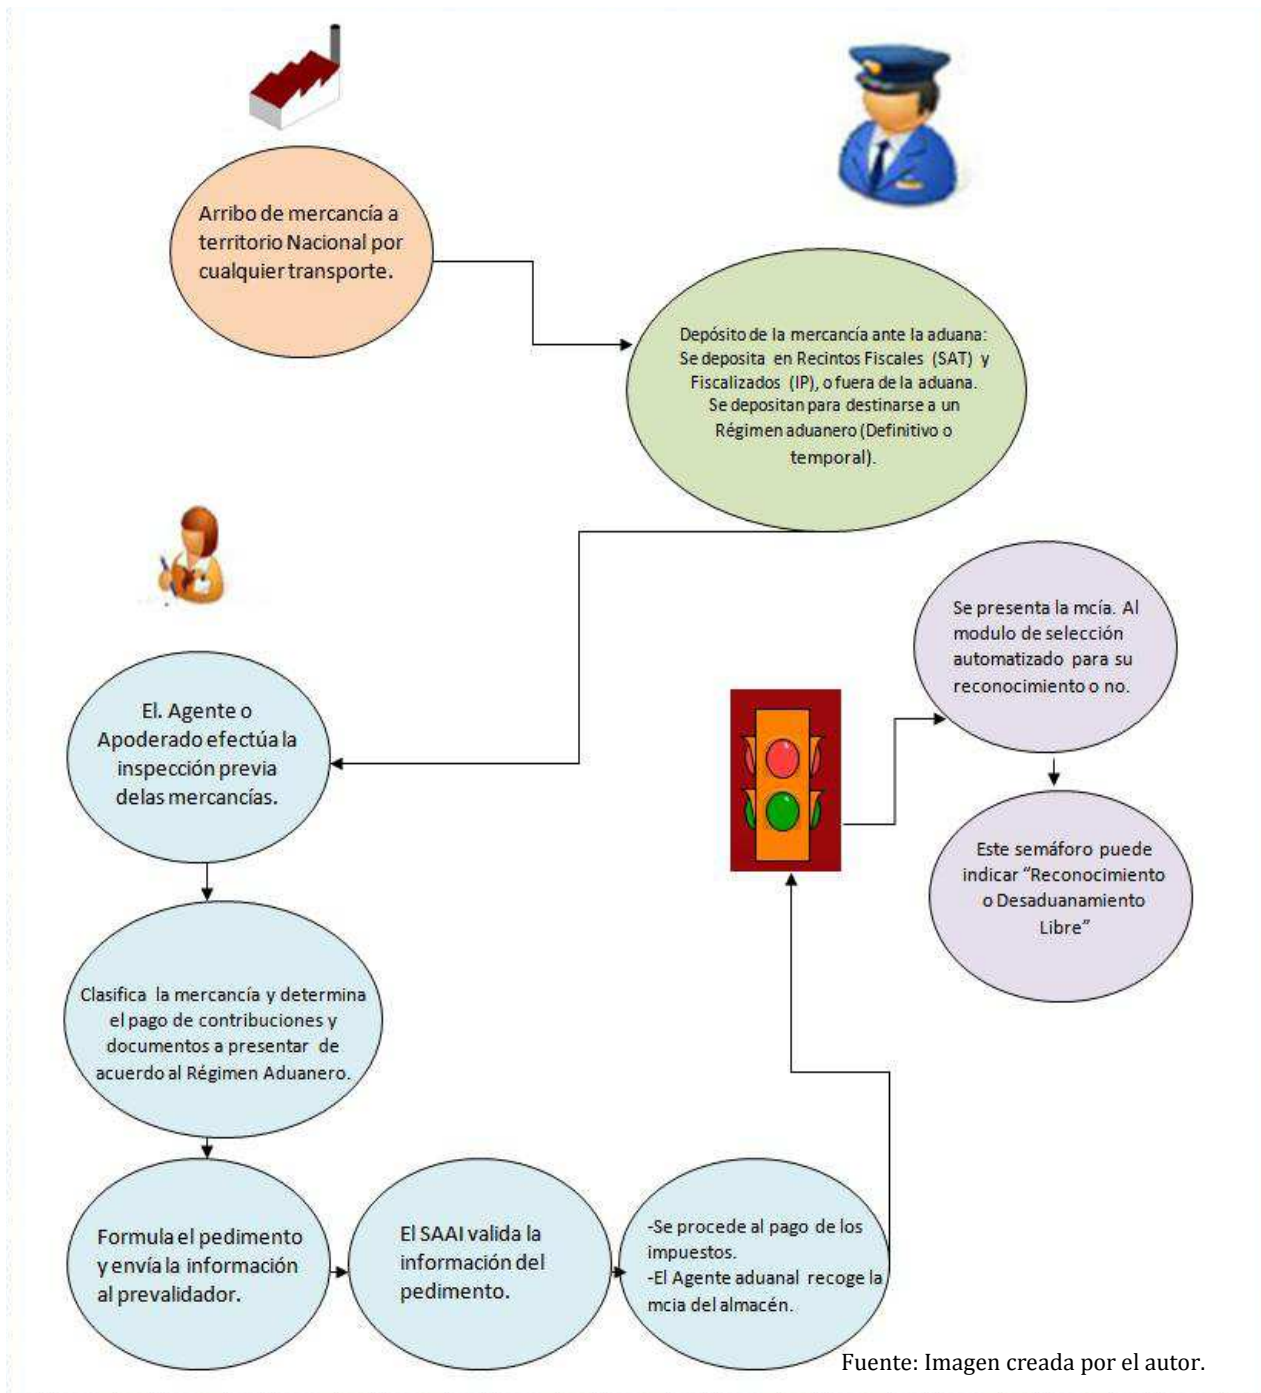 Arribo de mercancía a
territorio Nacional por
cualquier transporte.
Depósito de la mercancía ante la aduana:
Se deposita en Recintos Fiscales (SAT) y
Fiscalizados (IP), o fuera de la aduana.
Se depositan para destinarse a un
Régimen aduanero (Definitivo o
temporal).
El. Agente o
Apoderado efectúa la
inspección previa
delas mercancías.
Clasifica la mercancía y determina
el pago de contribuciones y
documentos a presentar de
acuerdo al Régimen Aduanero.
Formula el pedimento
y envía la información
al prevalidador.
El SAAI valida la
información del
pedimento.
-Se procede al pago de los
impuestos.
-El Agente aduanal recoge la
mcia del almacén.
Se presenta la mcía. Al
modulo de selección
automatizado para su
reconocimiento o no.
Este semáforo puede
indicar “Reconocimiento
o Desaduanamiento
Libre”
Fuente: Imagen creada por el autor.